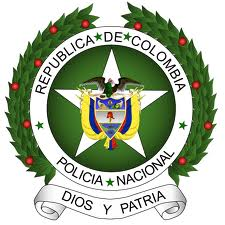 REPUBLICA DE COLOMBIA
POLICIA NACIONAL
DIOS Y PATRIA